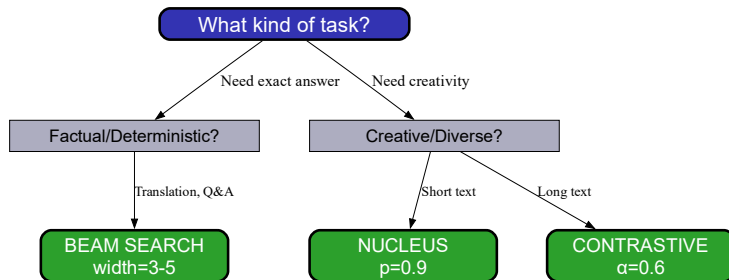 What kind of task?
Need exact answer
Need creativity
Factual/Deterministic?
Creative/Diverse?
Translation, Q&A
Short text
Long text
BEAM SEARCH
width=3-5
NUCLEUS
p=0.9
CONTRASTIVE
α=0.6